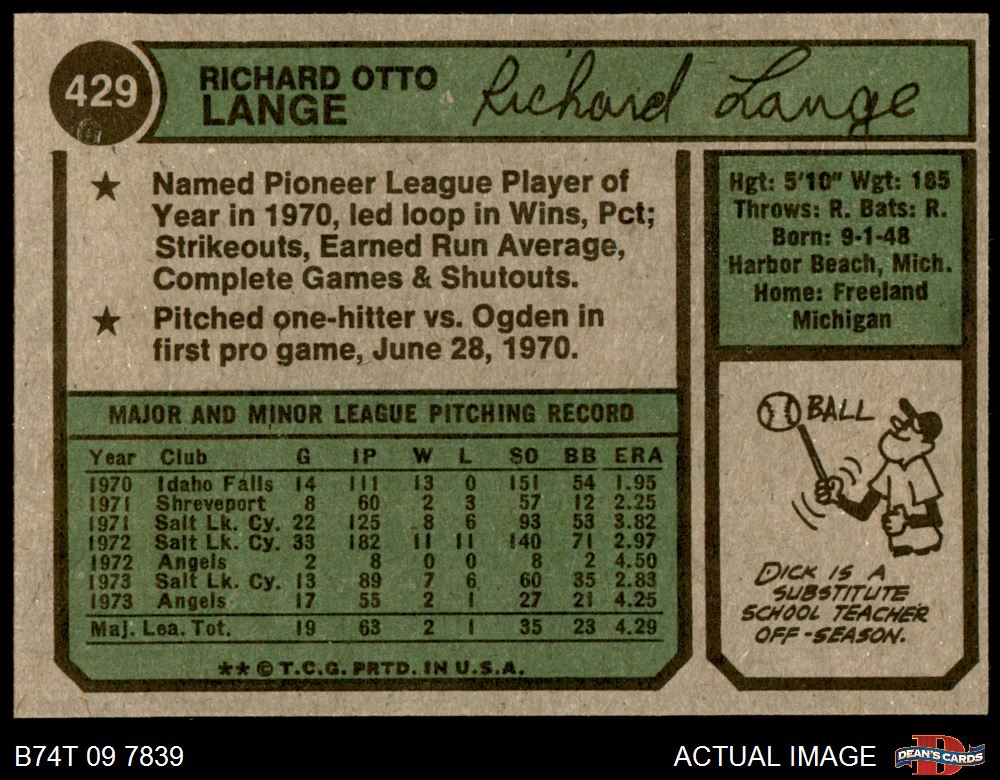 429
RICHARD OTTO
LANGE
Richard Lange
★ Named Pioneer League Player of
Year in 1970, led loop in Wins, Pct;
Strikeouts, Earned Run Average,
Complete Games & Shutouts.
★ Pitched one-hitter vs. Ogden in
first pro game, June 28, 1970.
Hgt: 5'10" Wgt: 185
Throws: R. Bats: R.
Born: 9-1-48
Harbor Beach, Mich.
Home: Freeland
Michigan
MAJOR AND MINOR LEAGUE PITCHING RECORD
Year Club G IP W L SO BB ERA
1970 Idaho Falls 14 111 13 0 151 54 1.95
1971 Shreveport 8 60 2 3 57 12 2.25
1971 Salt Lk. Cy. 22 125 8 6 93 53 3.82
1972 Salt Lk. Cy. 33 182 11 11 140 71 2.97
1972 Angels 2 8 0 0 8 2 4.50
1973 Salt Lk. Cy. 13 89 7 6 60 35 2.83
1973 Angels 17 55 2 1 27 21 4.25
Maj. Lea. Tot. 19 63 2 1 35 23 4.29
** © T.C.G. PRTD. IN U.S.A.
BALL
DICK IS A
SUBSTITUTE
SCHOOL TEACHER
OFF-SEASON.
B74T 09 7839
ACTUAL IMAGE
D
DEAN'S CARDS